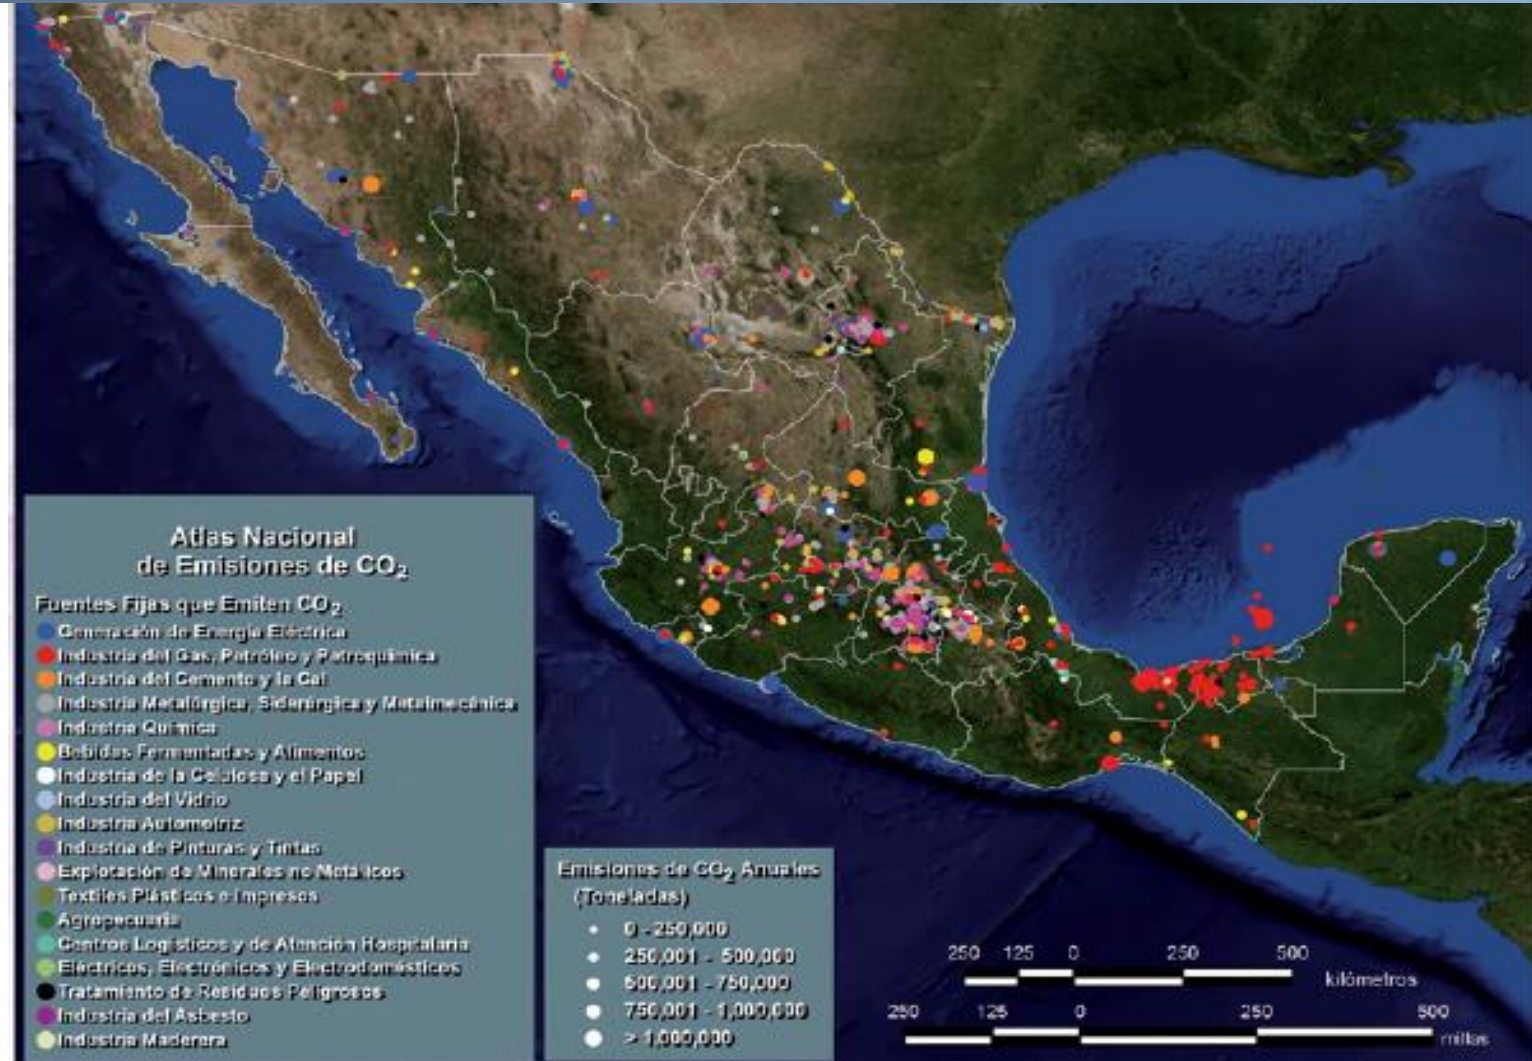 Atlas Nacional
de Emisiones de CO₂
Fuentes Fijas que Emiten CO₂
Generación de Energía Eléctrica
Industria del Gas, Petróleo y Petroquímica
Industria del Cemento y la Cal
Industria Metalúrgica, Siderúrgica y Metalmecánica
Industria Química
Bebidas Fermentadas y Alimentos
Industria de la Celulosa y el Papel
Industria del Vidrio
Industria Automotriz
Industria de Pinturas y Tintas
Explotación de Minerales no Metálicos
Textiles Plásticos e Impresos
Agropecuaria
Centros Logísticos y de Atención Hospitalaria
Eléctricos, Electrónicos y Electrodomésticos
Tratamiento de Residuos Peligrosos
Industria del Asbesto
Industria Maderera
Emisiones de CO₂ Anuales
(Toneladas)
0 - 250,000
250,001 - 500,000
500,001 - 750,000
750,001 - 1,000,000
> 1,000,000
250 125 0 250 500
kilómetros
250 125 0 250 500
millas